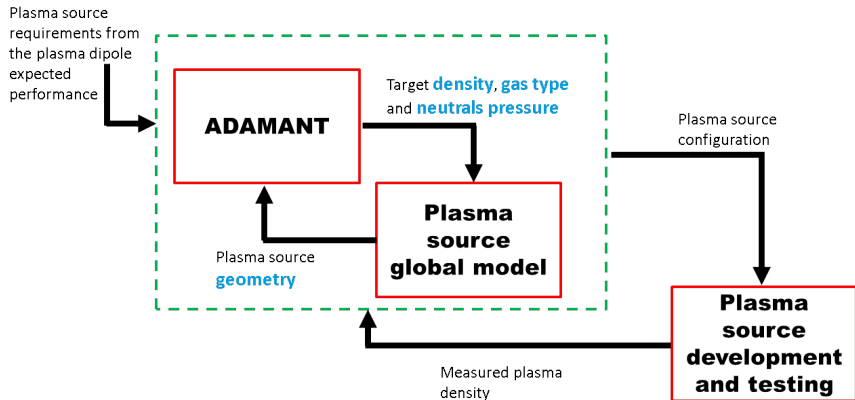 Plasma source
requirements from
the plasma dipole
expected
performance
ADAMANT
Target density, gas type
and neutrals pressure
Plasma source
configuration
Plasma
source
global model
Plasma source
geometry
Plasma
source
development
and testing
Measured plasma
density